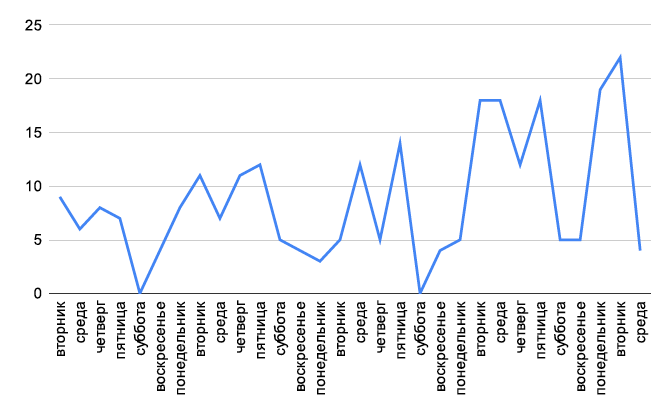 25
20
15
10
5
0
вторник
среда
четверг
пятница
суббота
воскресенье
понедельник
вторник
среда
четверг
пятница
суббота
воскресенье
понедельник
вторник
среда
четверг
пятница
суббота
воскресенье
понедельник
вторник
среда
четверг
пятница
суббота
воскресенье
понедельник
вторник
среда